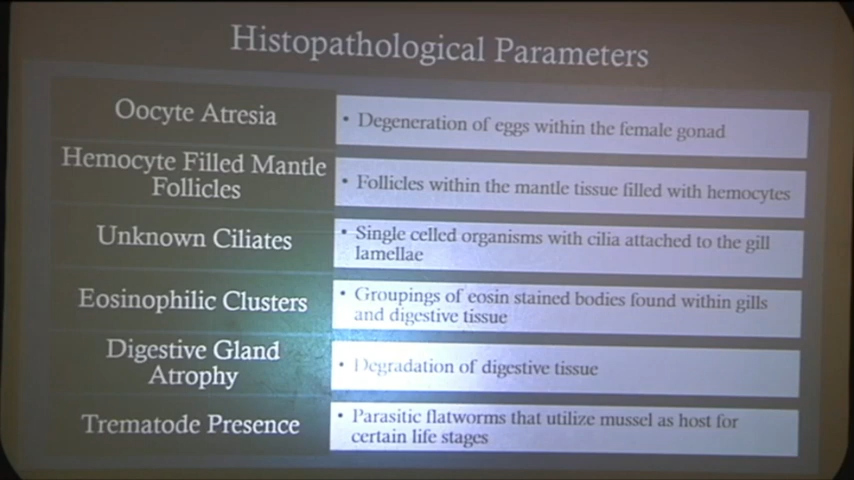 Histopathological Parameters
Oocyte Atresia
• Degeneration of eggs within the female gonad
Hemocyte Filled Mantle
Follicles
• Follicles within the mantle tissue filled with hemocytes
Unknown Ciliates
• Single celled organisms with cilia attached to the gill
lamellae
Eosinophilic Clusters
• Groupings of eosin stained bodies found within gills
and digestive tissue
Digestive Gland
Atrophy
• Degradation of digestive tissue
Trematode Presence
• Parasitic flatworms that utilize mussel as host for
certain life stages